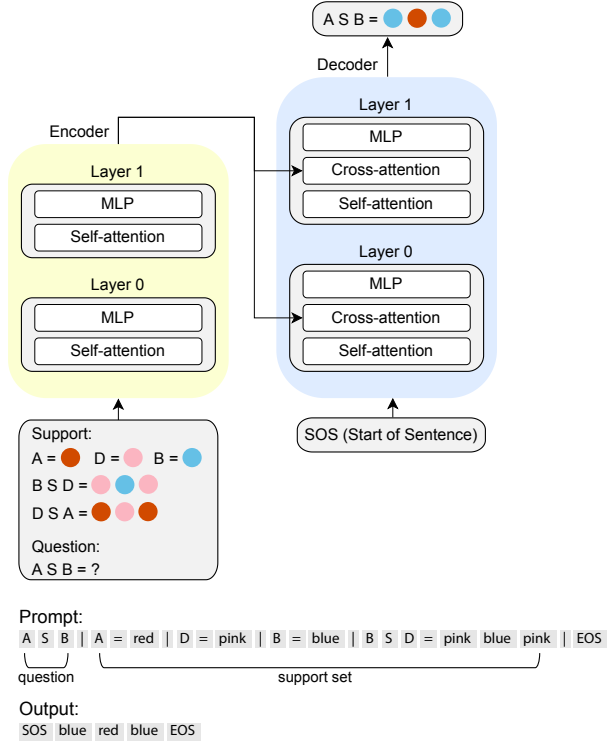 A S B =
Decoder
Layer 1
MLP
Cross-attention
Self-attention
Layer 0
MLP
Cross-attention
Self-attention
SOS (Start of Sentence)
Encoder
Layer 1
MLP
Self-attention
Layer 0
MLP
Self-attention
Support:
A = D = B =
B S D =
D S A =
Question:
A S B = ?
Prompt:
A S B | A = red | D = pink | B = blue | B S D = pink blue pink | EOS
question support set
Output:
SOS blue red blue EOS